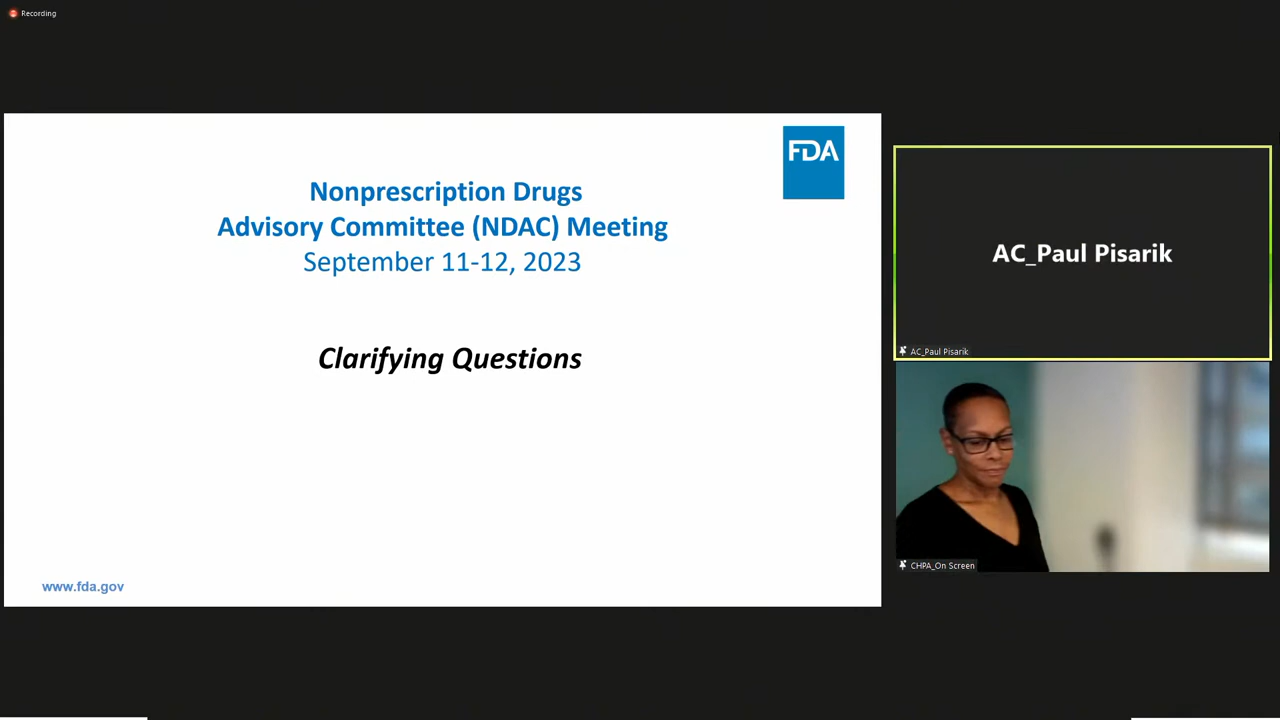 Recording
FDA
Nonprescription Drugs
Advisory Committee (NDAC) Meeting
September 11-12, 2023
Clarifying Questions
www.fda.gov
AC_Paul Pisarik
AC_Paul Pisarik
CHPA_On Screen